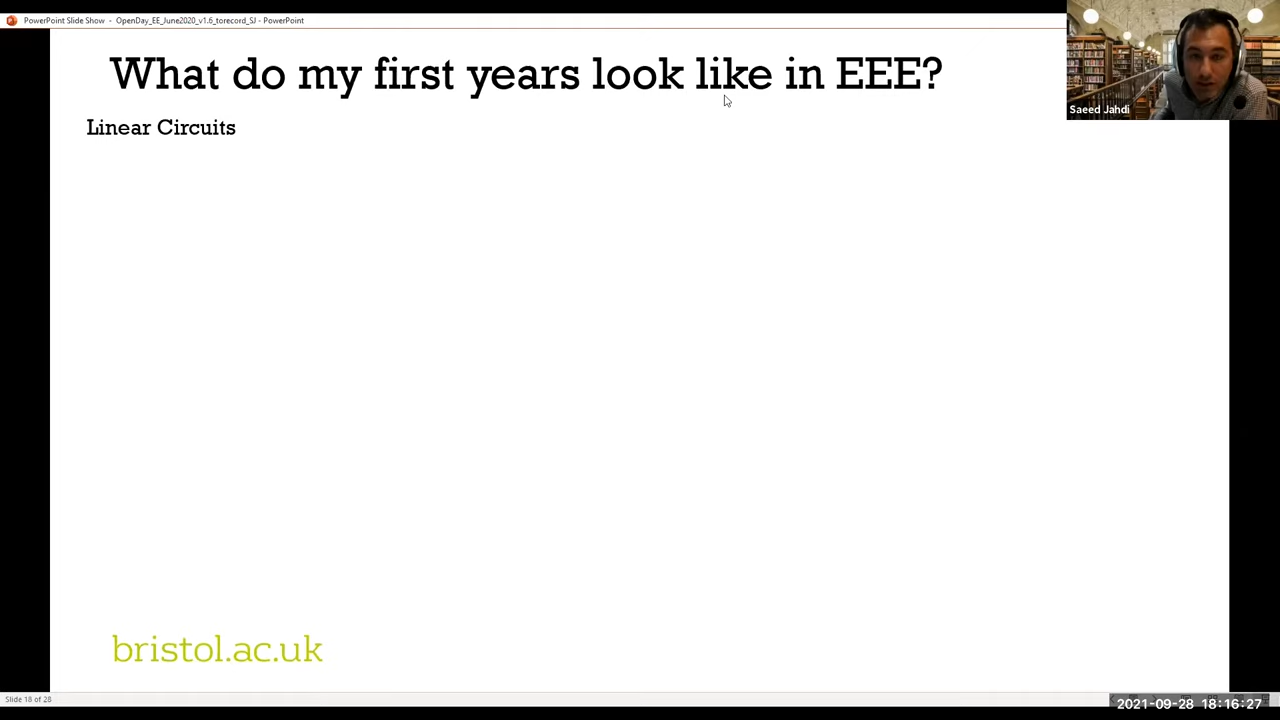 PowerPoint Slide Show - OpenDay_EE_June2020_v1.6_torecord_SJ - PowerPoint
What do my first years look like in EEE?
Saeed Jahdi
Linear Circuits
bristol.ac.uk
Slide 18 of 28
2021-09-28 18:16:27